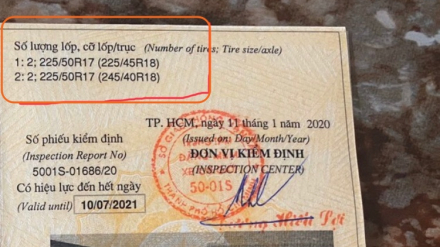 Số lượng lốp, cỡ lốp/trục (Number of tires; Tire size/axle)
1: 2; 225/50R17 (225/45R18)
2: 2; 225/50R17 (245/40R18)
TP. HCM, ngày 11 tháng 1 năm 2020
Số phiếu kiểm định (Issued on: Day/Month/Year)
(Inspection Report No) ĐƠN VỊ KIỂM ĐỊNH
5001S-01686/20 (INSPECTION CENTER)
Có hiệu lực đến hết ngày 50-01S
(Valid until) 10/07/2021